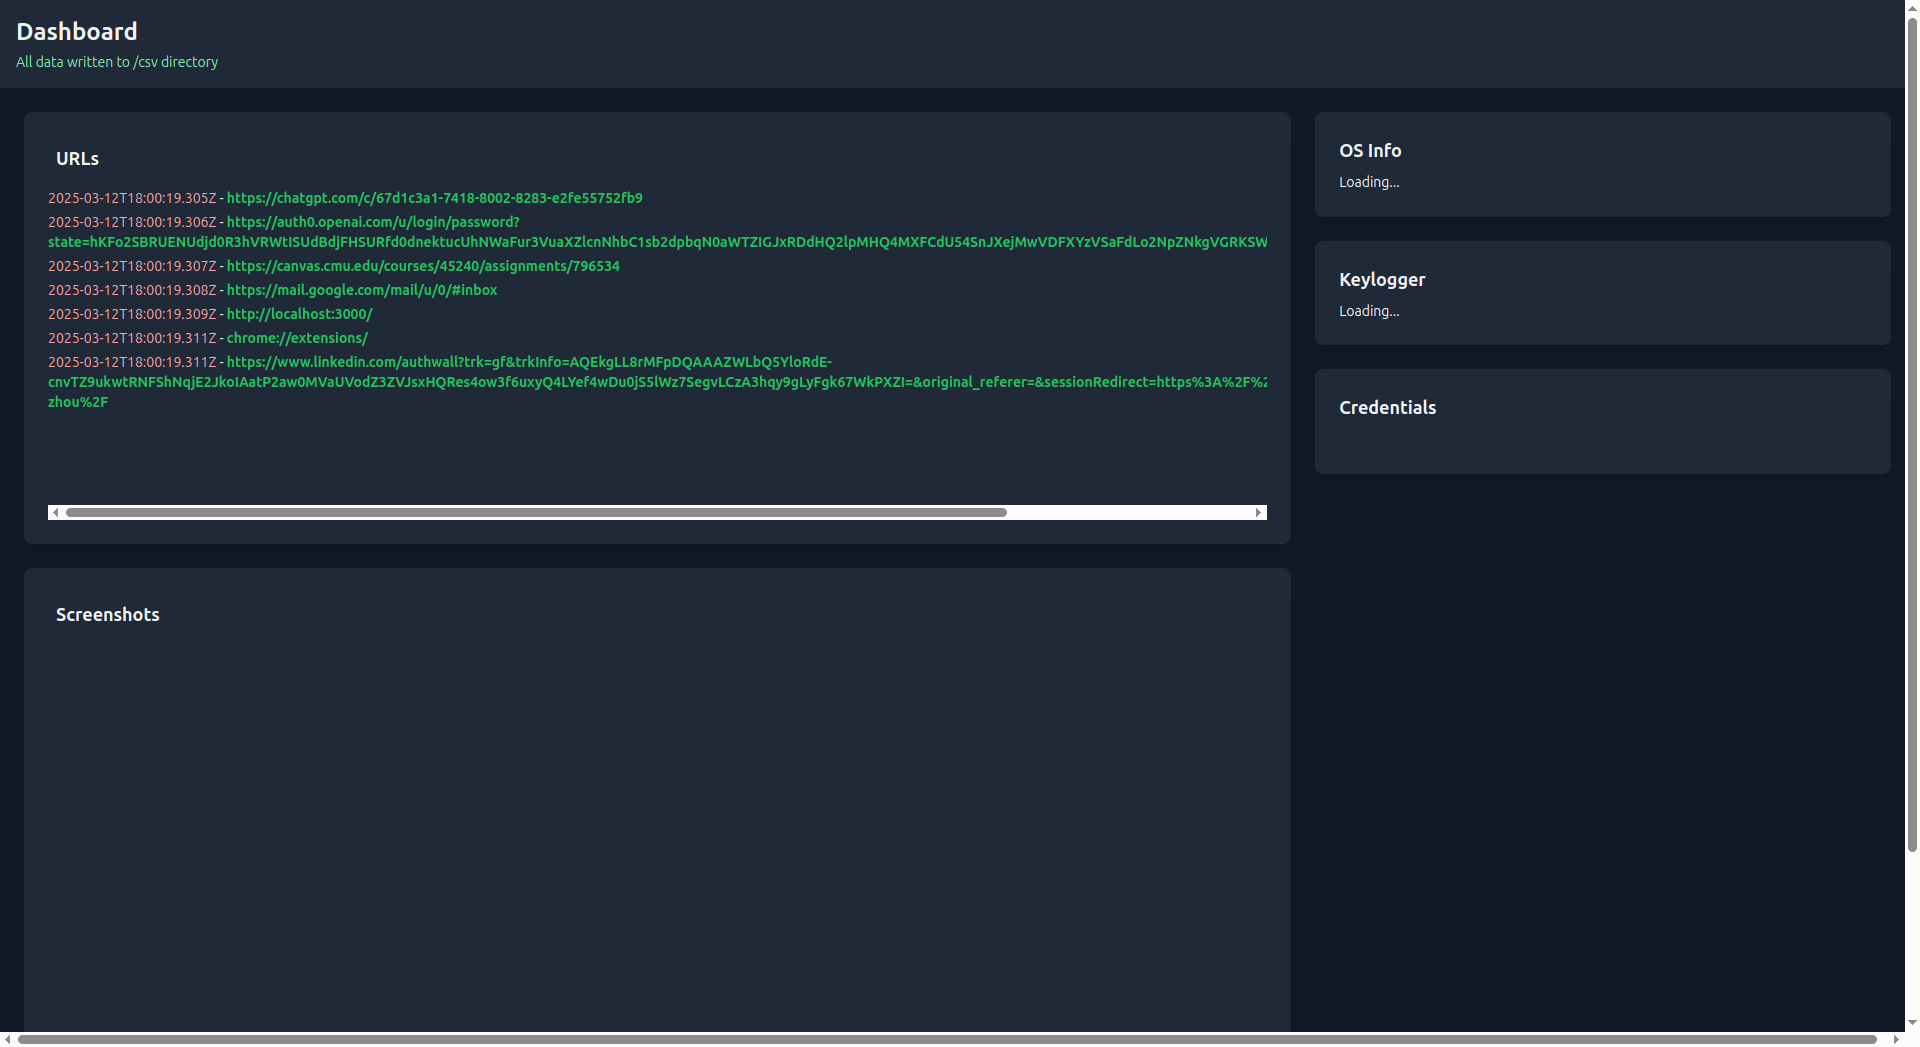 Dashboard
All data written to /csv directory
URLs
2025-03-12T18:00:19.305Z - https://chatgpt.com/c/67d1c3a1-7418-8002-8283-e2fe55752fb9
2025-03-12T18:00:19.306Z - https://auth0.openai.com/u/login/password?
state=hKFo2SBRUENUdjd0R3hVRWtISUdBdjFHSURfd0dnektucUhNWaFur3VuaXZlcnNhbC1sb2dpbqN0aWTZIGJxRDdHQ2lpMHQ4MXFCdU54SnJXejMwVDFXYzVSaFdLo2NpZNkgVGRKSW
2025-03-12T18:00:19.307Z - https://canvas.cmu.edu/courses/45240/assignments/796534
2025-03-12T18:00:19.308Z - https://mail.google.com/mail/u/0/#inbox
2025-03-12T18:00:19.309Z - http://localhost:3000/
2025-03-12T18:00:19.311Z - chrome://extensions/
2025-03-12T18:00:19.311Z - https://www.linkedin.com/authwall?trk=gf&trkInfo=AQEkgLL8rMFpDQAAAZWLbQ5YloRdE-
cnvTZ9ukwtRNFShNqjE2JkoIAatP2aw0MVaUVodZ3ZVJsxHQRes4ow3f6uxyQ4LYef4wDu0jS5lWz7SegvLCzA3hqy9gLyFgk67WkPXZI=&original_referer=&sessionRedirect=https%3A%2F%2
zhou%2F
Screenshots
OS Info
Loading...
Keylogger
Loading...
Credentials